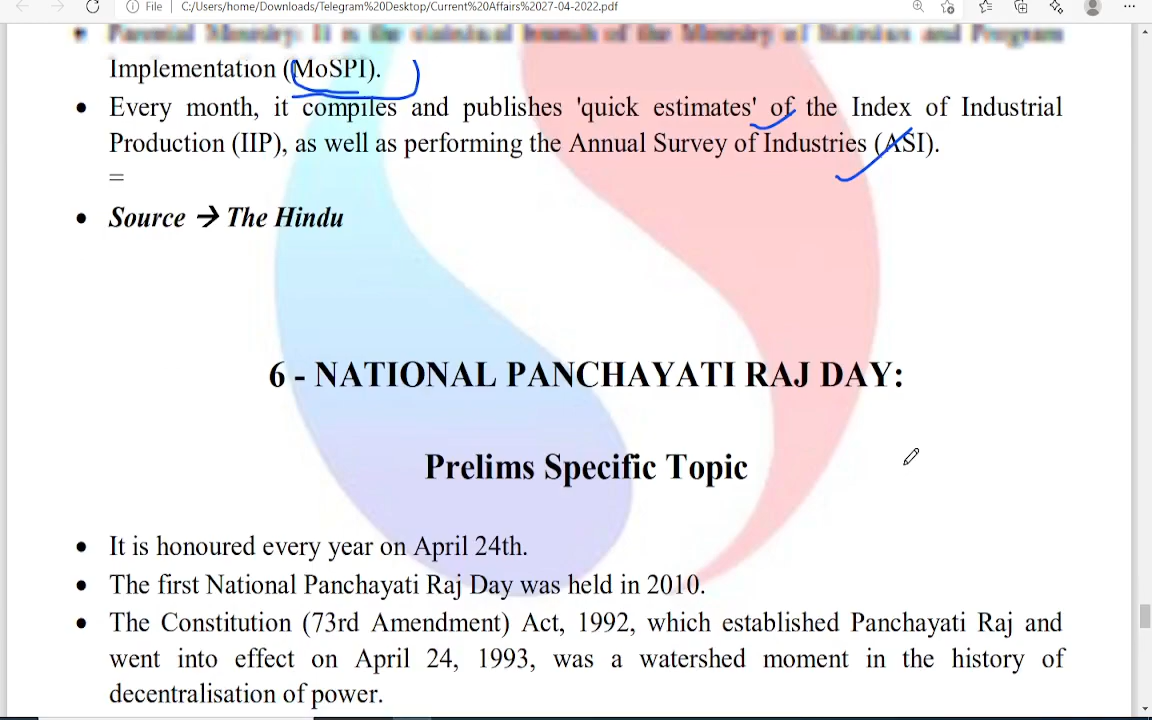 File
C:/Users/home/Downloads/Telegram%20Desktop/Current%20Affairs%2027-04-2022.pdf
Implementation (MoSPI).
• Every month, it compiles and publishes 'quick estimates' of the Index of Industrial
Production (IIP), as well as performing the Annual Survey of Industries (ASI).
=
• Source → The Hindu
6 - NATIONAL PANCHAYATI RAJ DAY:
Prelims Specific Topic
• It is honoured every year on April 24th.
• The first National Panchayati Raj Day was held in 2010.
• The Constitution (73rd Amendment) Act, 1992, which established Panchayati Raj and
went into effect on April 24, 1993, was a watershed moment in the history of
decentralisation of power.